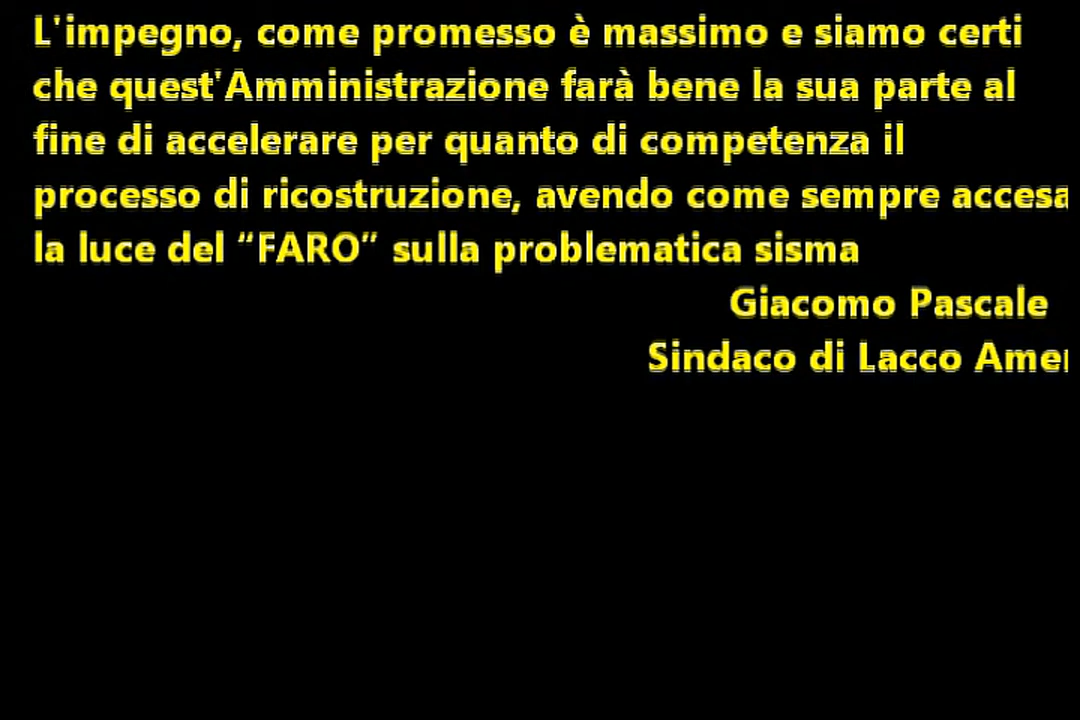 L'impegno, come promesso è massimo e siamo certi
che quest'Amministrazione farà bene la sua parte al
fine di accelerare per quanto di competenza il
processo di ricostruzione, avendo come sempre accesa
la luce del “FARO” sulla problematica sisma
Giacomo Pascale
Sindaco di Lacco